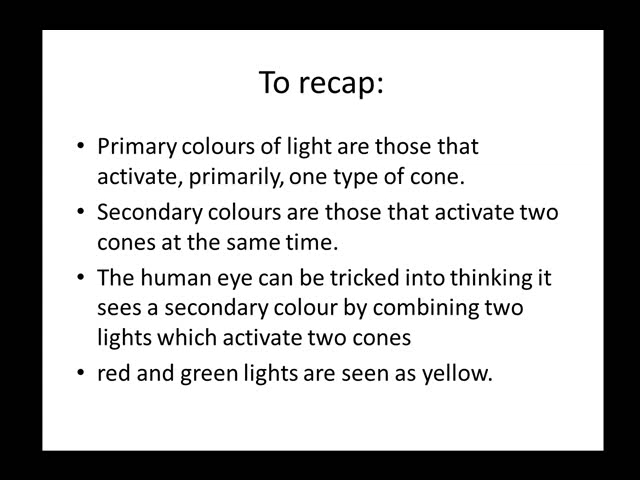 To recap:
• Primary colours of light are those that
activate, primarily, one type of cone.
• Secondary colours are those that activate two
cones at the same time.
• The human eye can be tricked into thinking it
sees a secondary colour by combining two
lights which activate two cones
• red and green lights are seen as yellow.